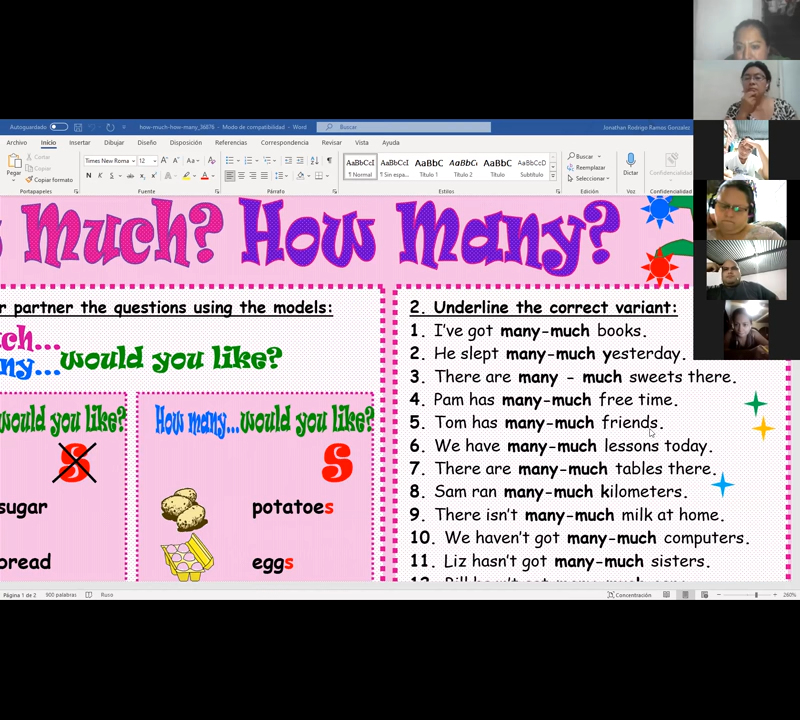 Autoguardado
how-much-how-many_36876 - Modo de compatibilidad - Word
Buscar
Jonathan Rodrigo Ramos Gonzalez
Archivo Inicio Insertar Dibujar Diseño Disposición Referencias Correspondencia Revisar Vista Ayuda
Pegar
Cortar
Copiar
Copiar formato
Portapapeles
Times New Roma 12
N K S
Fuente
Párrafo
AaBbCcI AaBbCcI AaBbC AaBbCc AaBbC AaBbCcD
¶ Normal ¶ Sin espa... Título 1 Título 2 Título Subtítulo
Estilos
Buscar
Reemplazar
Seleccionar
Edición
Dictar
Voz
Confidencialidad
Confidencialidad
s Much? How Many?
r partner the questions using the models:
ch...
ny...would you like?
would you like?
S
sugar
bread
How many...would you like?
S
potatoes
eggs
2. Underline the correct variant:
1. I've got many-much books.
2. He slept many-much yesterday.
3. There are many - much sweets there.
4. Pam has many-much free time.
5. Tom has many-much friends.
6. We have many-much lessons today.
7. There are many-much tables there.
8. Sam ran many-much kilometers.
9. There isn't many-much milk at home.
10. We haven't got many-much computers.
11. Liz hasn't got many-much sisters.
Página 1 de 2 900 palabras Ruso
Concentración
260%